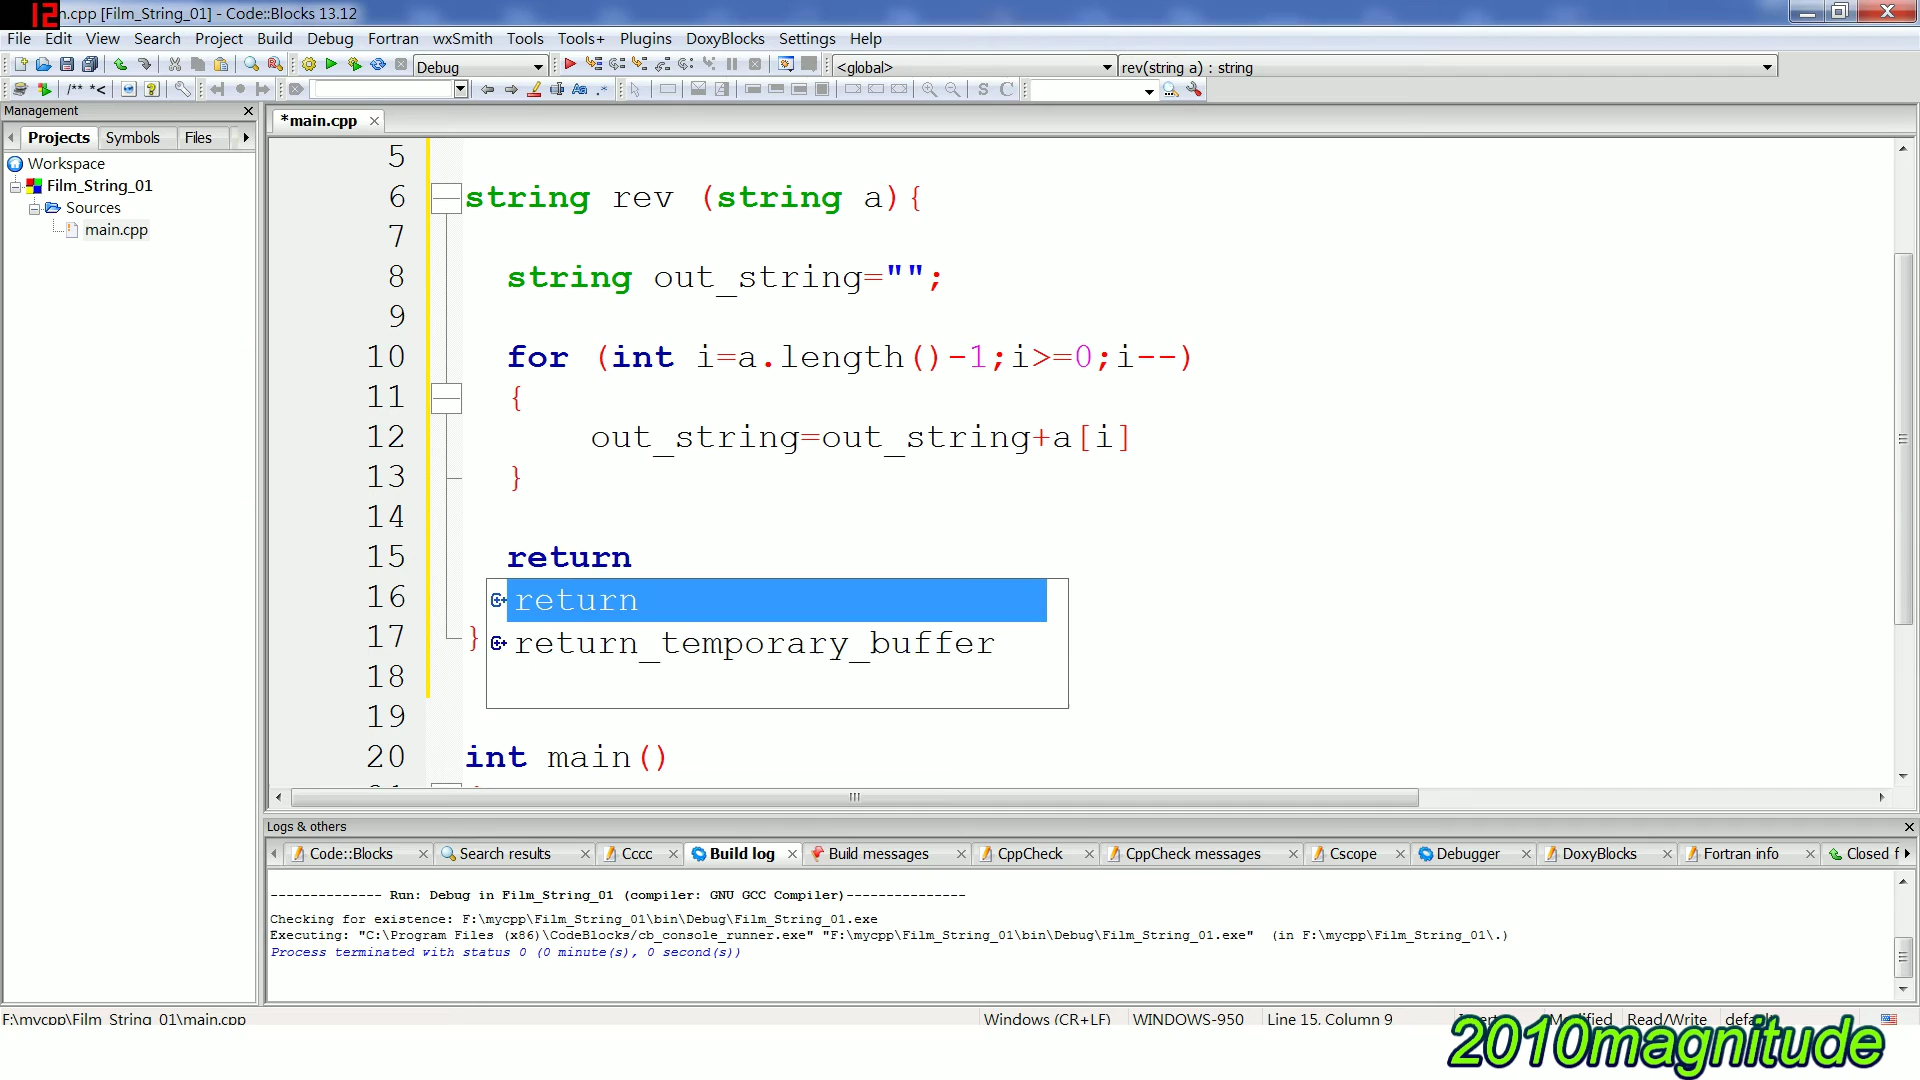 12
n.cpp [Film_String_01] - Code::Blocks 13.12
File Edit View Search Project Build Debug Fortran wxSmith Tools Tools+ Plugins DoxyBlocks Settings Help
Debug <global> rev(string a) : string
/** *< Aa .* S C
Management
Projects Symbols Files
*main.cpp
Workspace
Film_String_01
Sources
main.cpp
5
6 string rev (string a){
7
8 string out_string="";
9
10 for (int i=a.length()-1;i>=0;i--)
11 {
12 out_string=out_string+a[i]
13 }
14
15 return
16 return
17 } return_temporary_buffer
18
19
20 int main()
Logs & others
Code::Blocks Search results Cccc Build log Build messages CppCheck CppCheck messages Cscope Debugger DoxyBlocks Fortran info Closed f
-------------- Run: Debug in Film_String_01 (compiler: GNU GCC Compiler)---------------
Checking for existence: F:\mycpp\Film_String_01\bin\Debug\Film_String_01.exe
Executing: "C:\Program Files (x86)\CodeBlocks/cb_console_runner.exe" "F:\mycpp\Film_String_01\bin\Debug\Film_String_01.exe"  (in F:\mycpp\Film_String_01\.)
Process terminated with status 0 (0 minute(s), 0 second(s))
F:\mycpp\Film_String_01\main.cpp Windows (CR+LF) WINDOWS-950 Line 15, Column 9 Modified Read/Write
2010magnitude